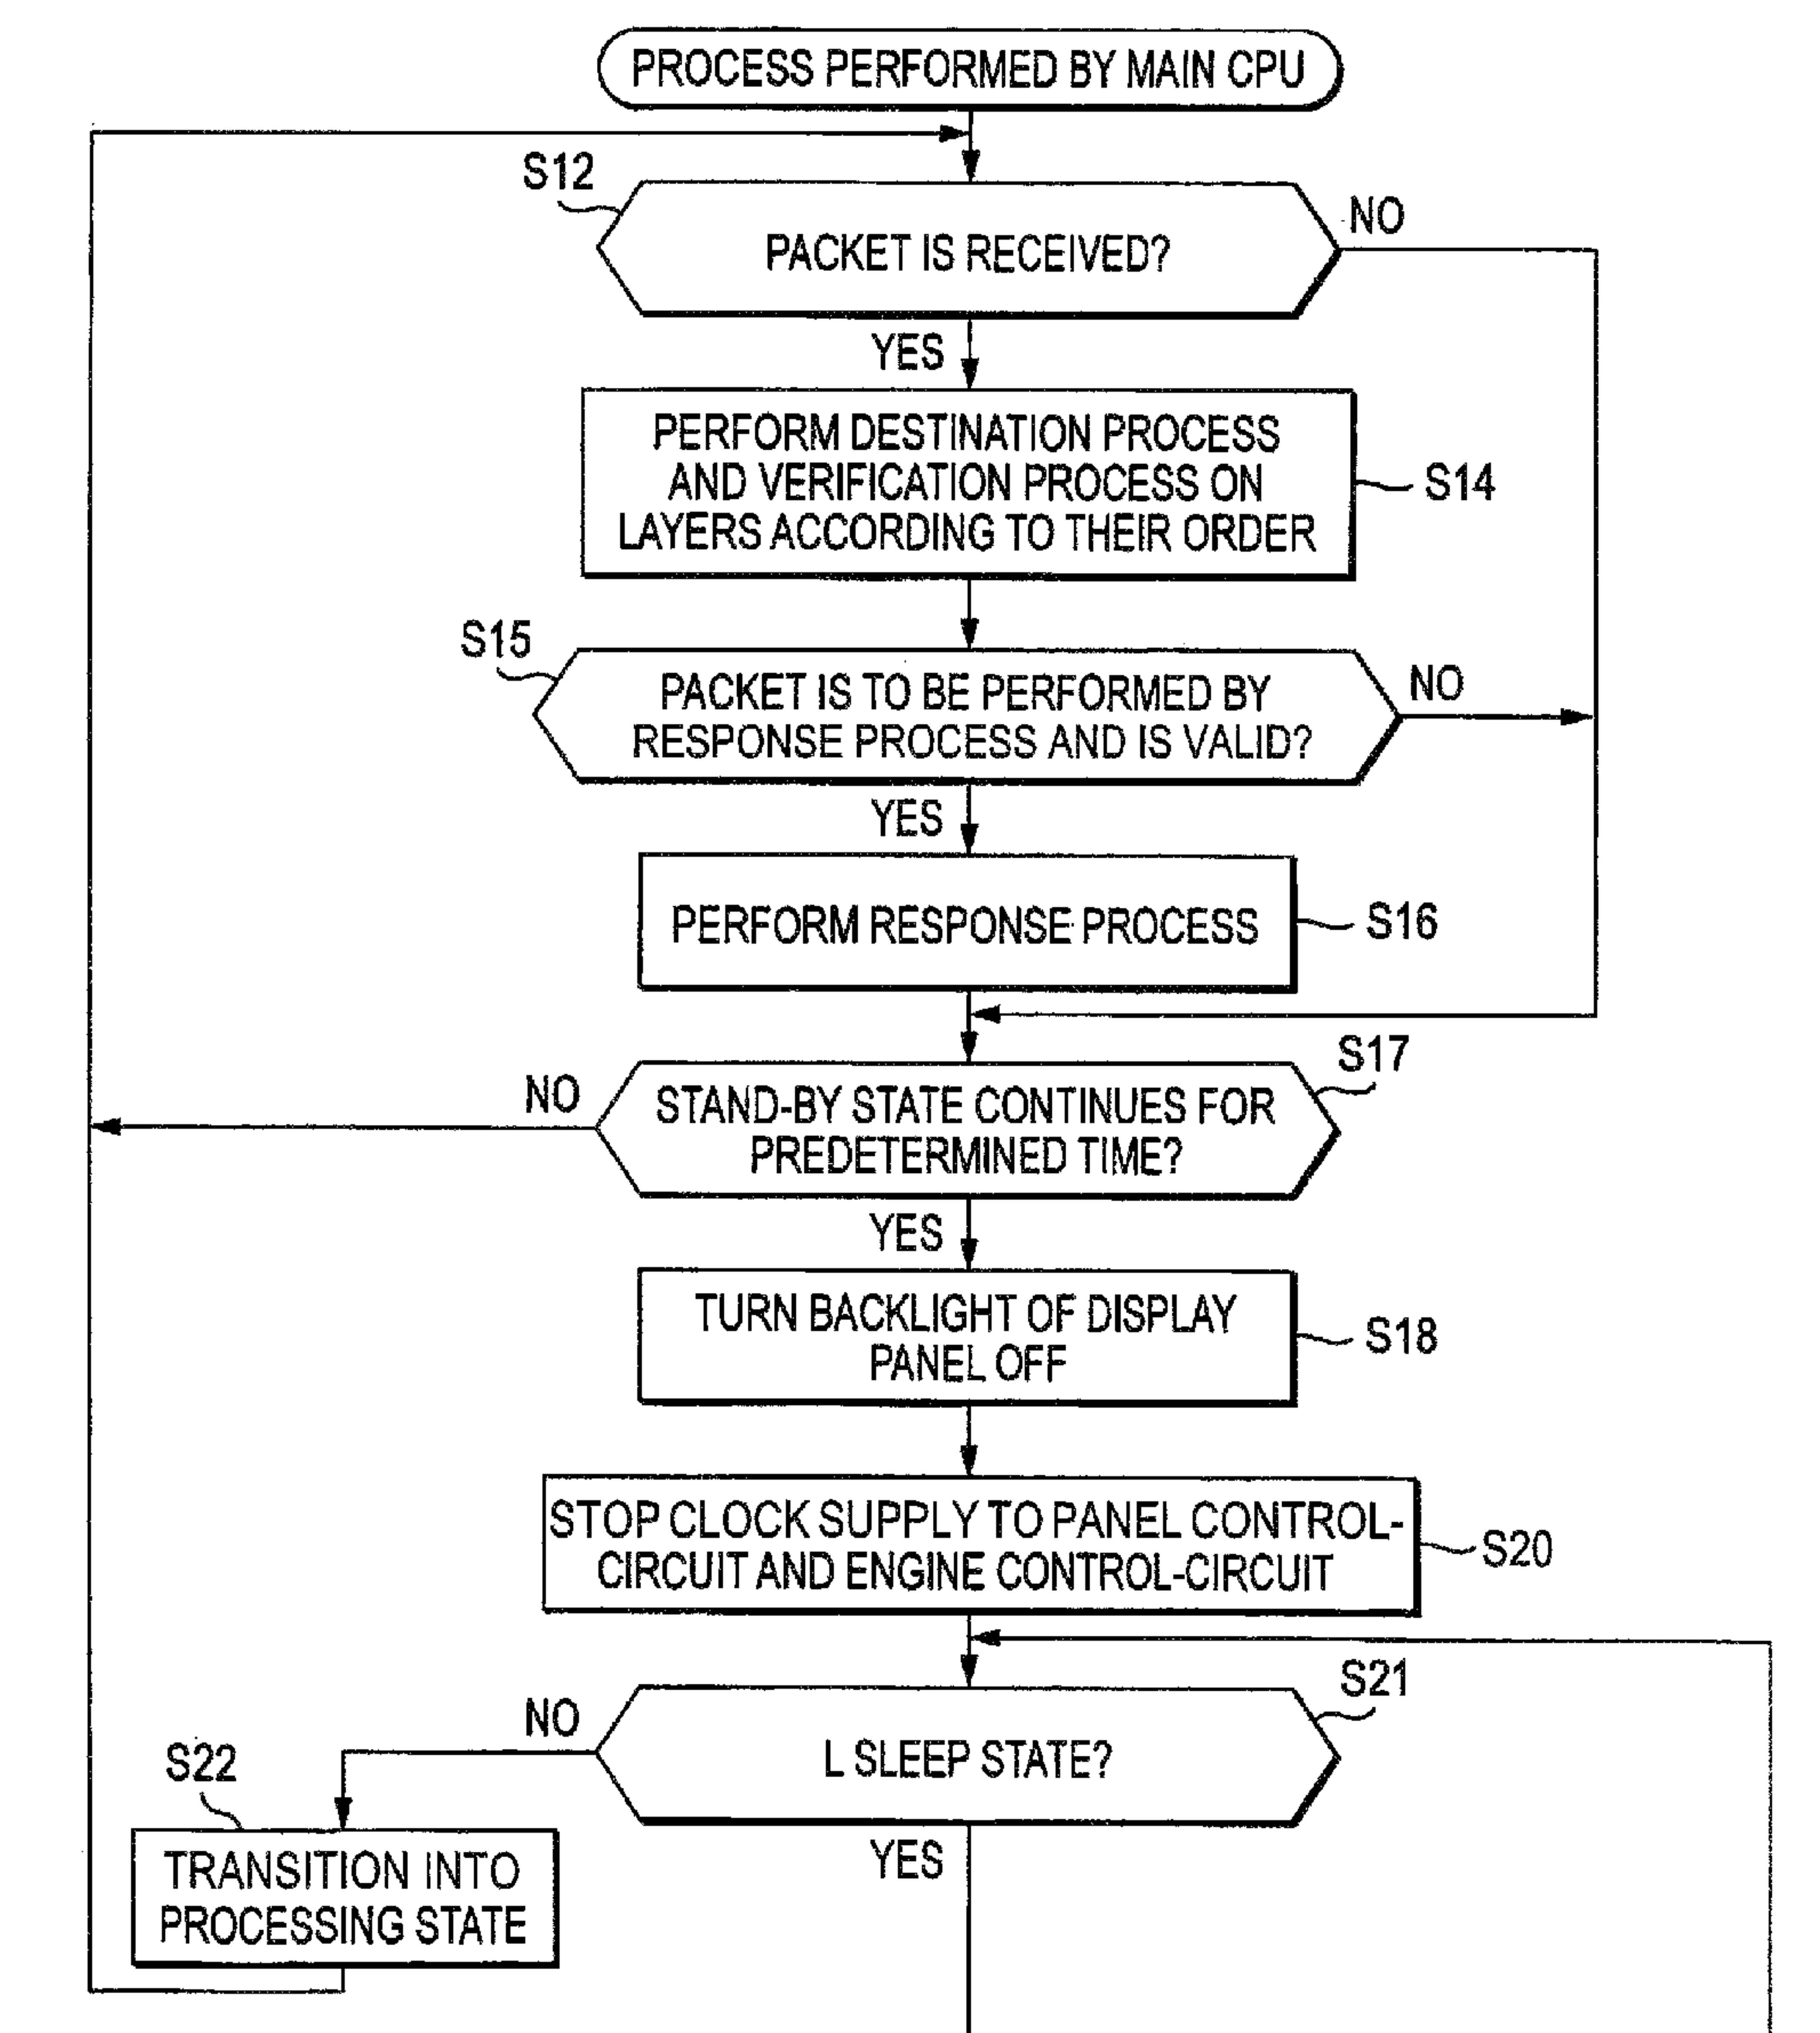 PROCESS PERFORMED BY MAIN CPU
S12
PACKET IS RECEIVED?
NO
YES
PERFORM DESTINATION PROCESS
AND VERIFICATION PROCESS ON
LAYERS ACCORDING TO THEIR ORDER
S14
S15
PACKET IS TO BE PERFORMED BY
RESPONSE PROCESS AND IS VALID?
NO
YES
PERFORM RESPONSE PROCESS
S16
S17
NO
STAND-BY STATE CONTINUES FOR
PREDETERMINED TIME?
YES
TURN BACKLIGHT OF DISPLAY
PANEL OFF
S18
STOP CLOCK SUPPLY TO PANEL CONTROL-
CIRCUIT AND ENGINE CONTROL-CIRCUIT
S20
S21
NO
L SLEEP STATE?
S22
YES
TRANSITION INTO
PROCESSING STATE